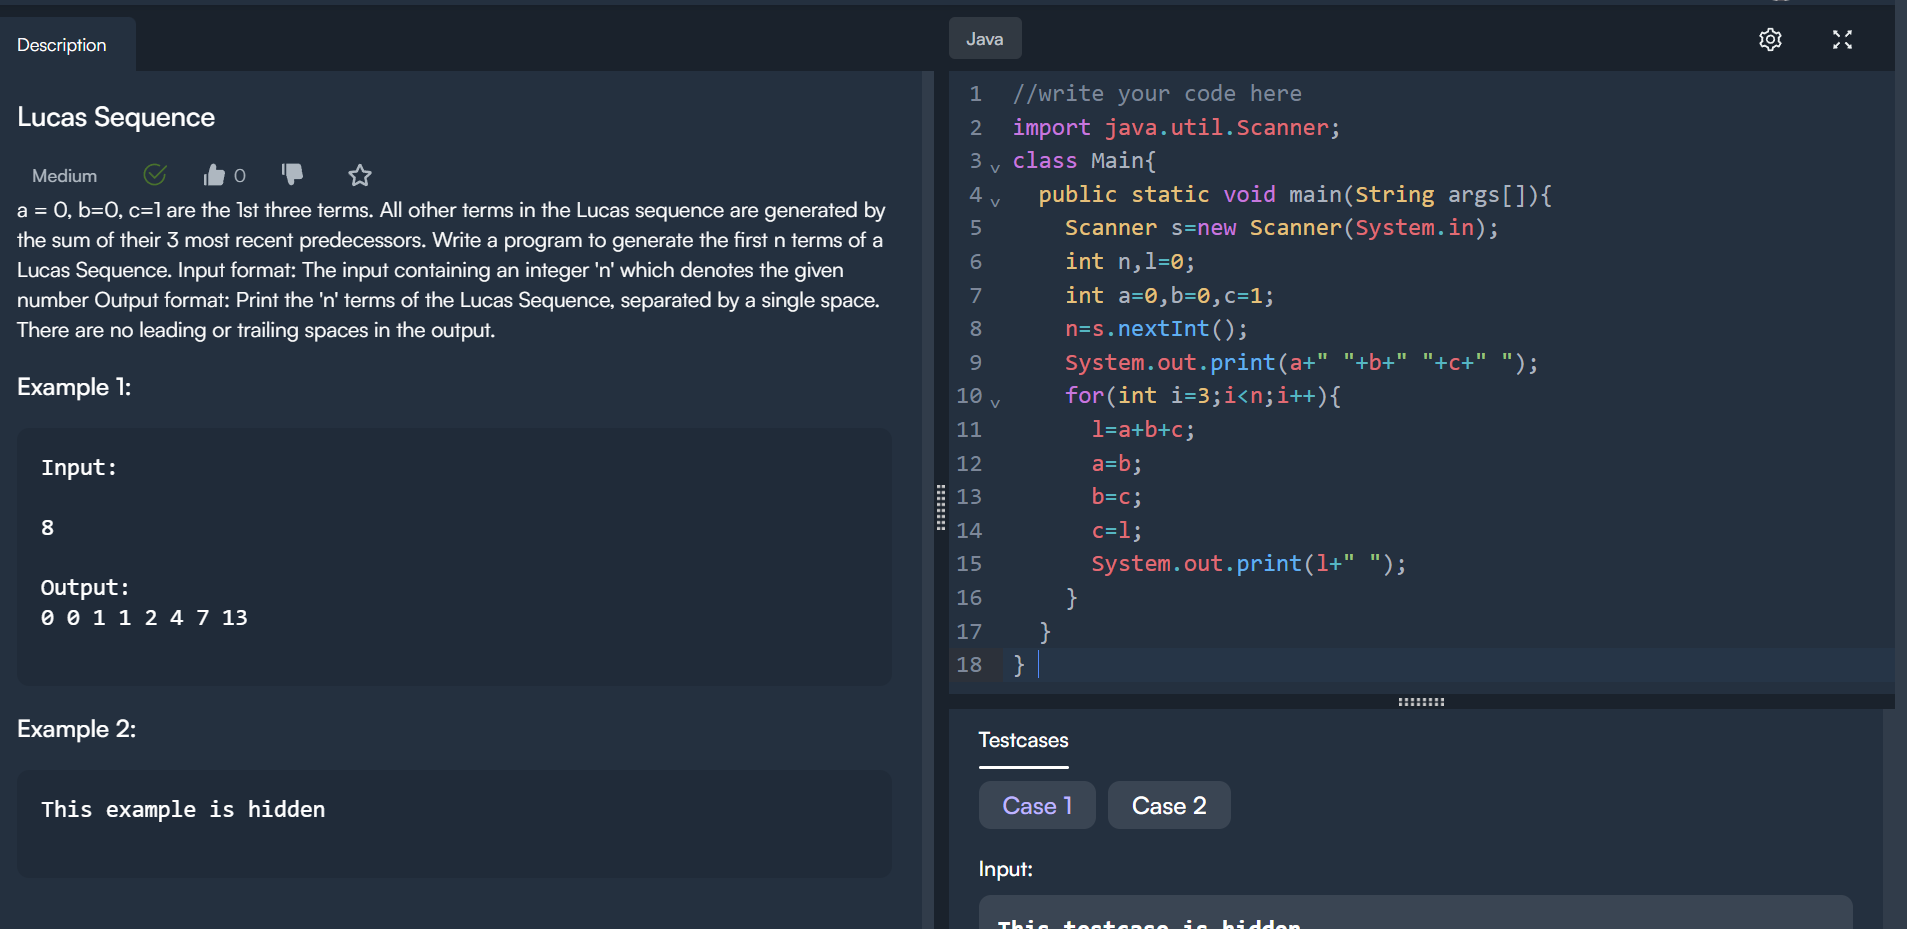 Description
Lucas Sequence
Medium 0
a = 0, b=0, c=1 are the 1st three terms. All other terms in the Lucas sequence are generated by
the sum of their 3 most recent predecessors. Write a program to generate the first n terms of a
Lucas Sequence. Input format: The input containing an integer 'n' which denotes the given
number Output format: Print the 'n' terms of the Lucas Sequence, separated by a single space.
There are no leading or trailing spaces in the output.
Example 1:
Input:
8
Output:
0 0 1 1 2 4 7 13
Example 2:
This example is hidden
Java
1 //write your code here
2 import java.util.Scanner;
3 class Main{
4 public static void main(String args[]){
5 Scanner s=new Scanner(System.in);
6 int n,l=0;
7 int a=0,b=0,c=1;
8 n=s.nextInt();
9 System.out.print(a+" "+b+" "+c+" ");
10 for(int i=3;i<n;i++){
11 l=a+b+c;
12 a=b;
13 b=c;
14 c=l;
15 System.out.print(l+" ");
16 }
17 }
18 }
Testcases
Case 1 Case 2
Input:
This testcase is hidden